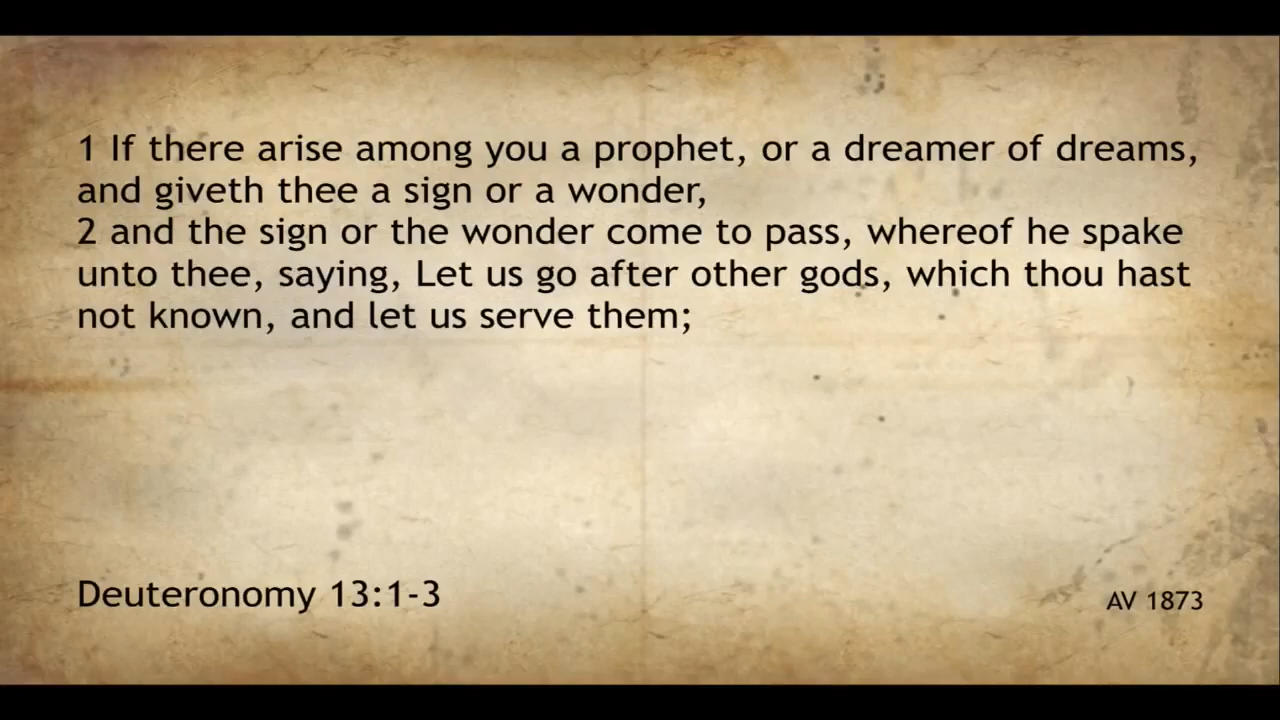 1 If there arise among you a prophet, or a dreamer of dreams,
and giveth thee a sign or a wonder,
2 and the sign or the wonder come to pass, whereof he spake
unto thee, saying, Let us go after other gods, which thou hast
not known, and let us serve them;
Deuteronomy 13:1-3
AV 1873